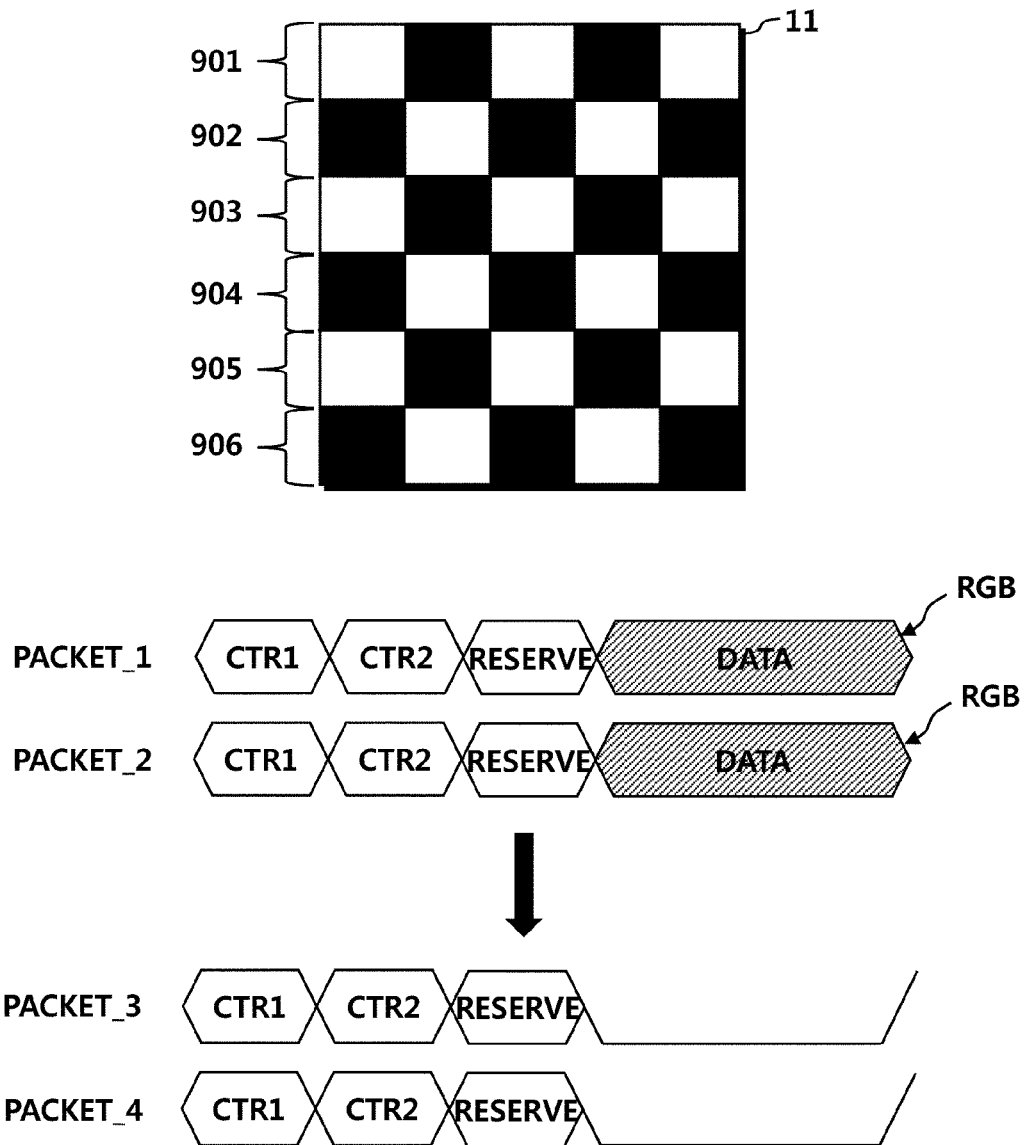 11
901
902
903
904
905
906
RGB
PACKET_1 CTR1 CTR2 RESERVE DATA
RGB
PACKET_2 CTR1 CTR2 RESERVE DATA
PACKET_3 CTR1 CTR2 RESERVE
PACKET_4 CTR1 CTR2 RESERVE